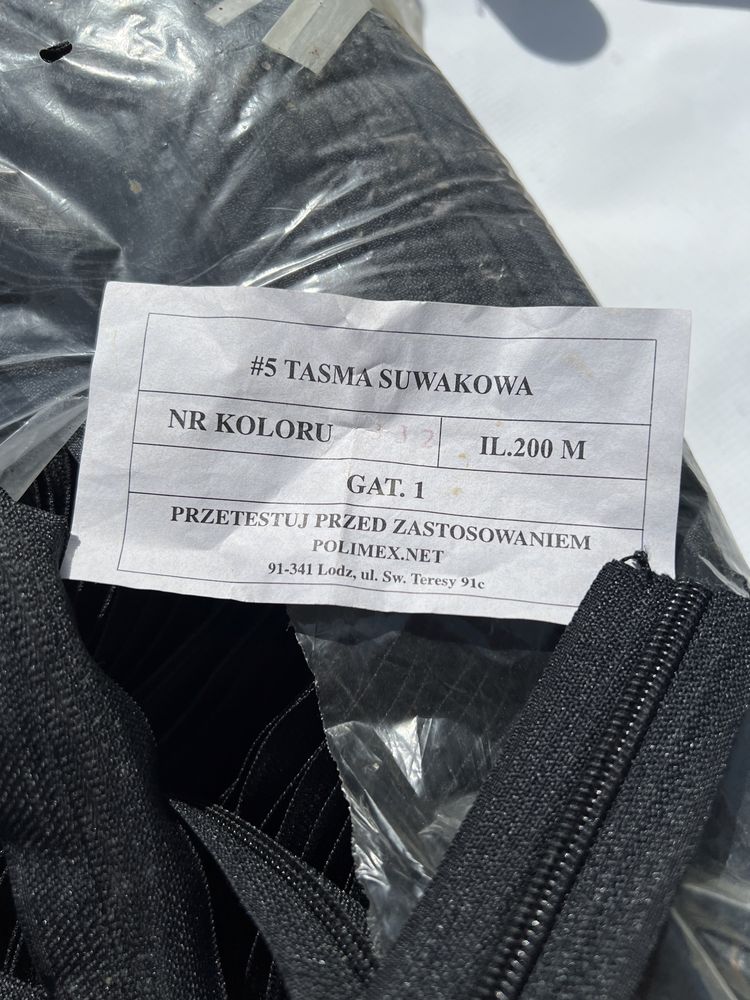 #5 TASMA SUWAKOWA
NR KOLORU 332
IL.200 M
GAT. 1
PRZETESTUJ PRZED ZASTOSOWANIEM
POLIMEX.NET
91-341 Lodz, ul. Sw. Teresy 91c